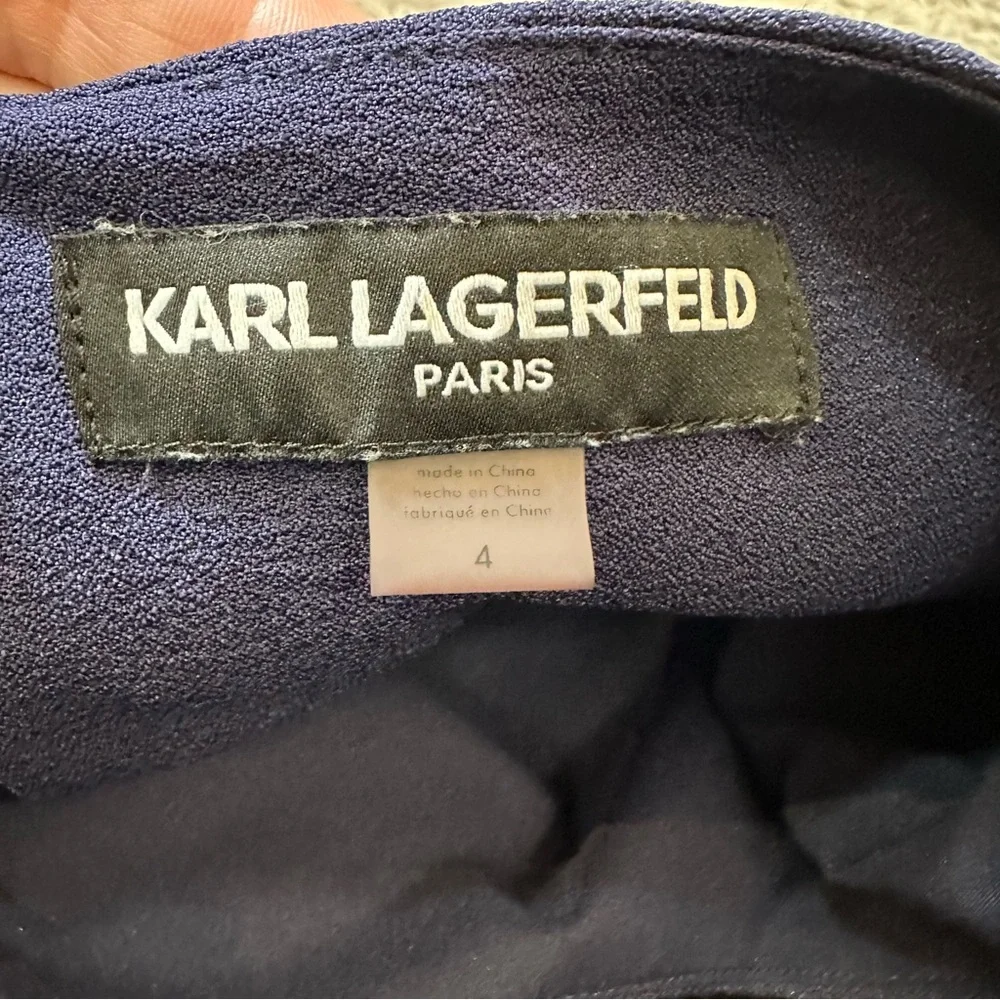 KARL LAGERFELD
PARIS
made in China
hecho en China
fabriqué en Chine
4